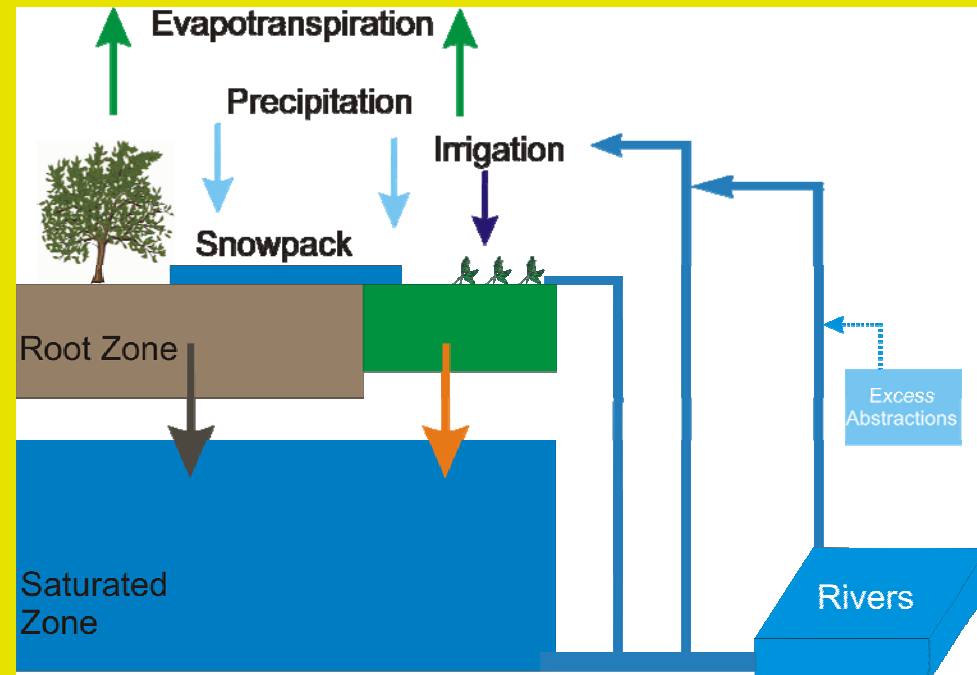 Evapotranspiration
Precipitation
Irrigation
Snowpack
Root Zone
Excess
Abstractions
Saturated
Zone
Rivers